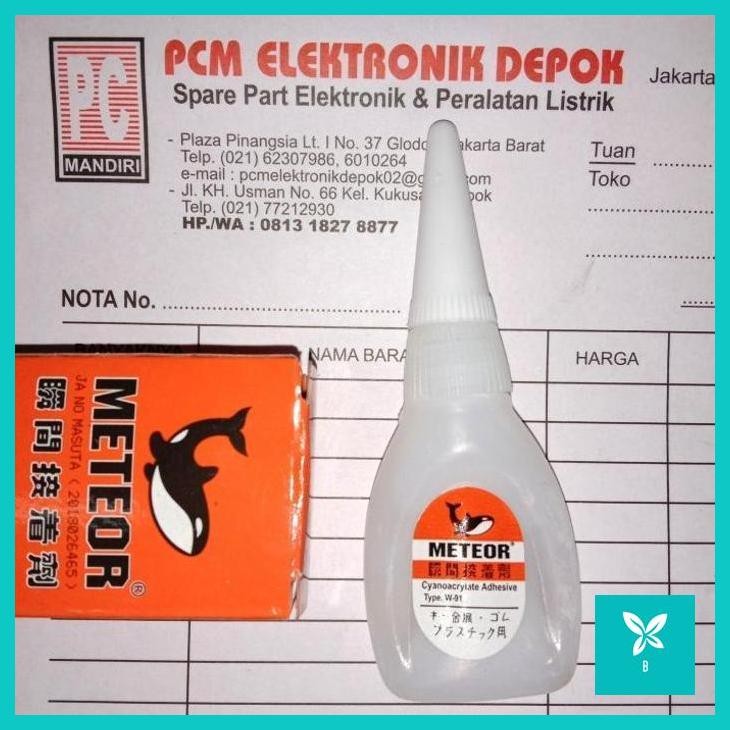 PC
MANDIRI
PCM ELEKTRONIK DEPOK
Spare Part Elektronik & Peralatan Listrik
Jakarta
- Plaza Pinangsia Lt. I No. 37 Glodo Jakarta Barat
Telp. (021) 62307986, 6010264
e-mail : pcmelektronikdepok02@g com
- Jl. KH. Usman No. 66 Kel. Kukusa pok
Telp. (021) 77212930
HP./WA : 0813 1827 8877
Tuan
Toko
NOTA No.
NAMA BARA
HARGA
METEOR®
JA NO MASUTA ( 2018026465 )
瞬間接着剤
METEOR®
瞬間接着剤
Cyanoacrylate Adhesive
Type. W-91
キ・金属・ゴム
プラスチック用
B